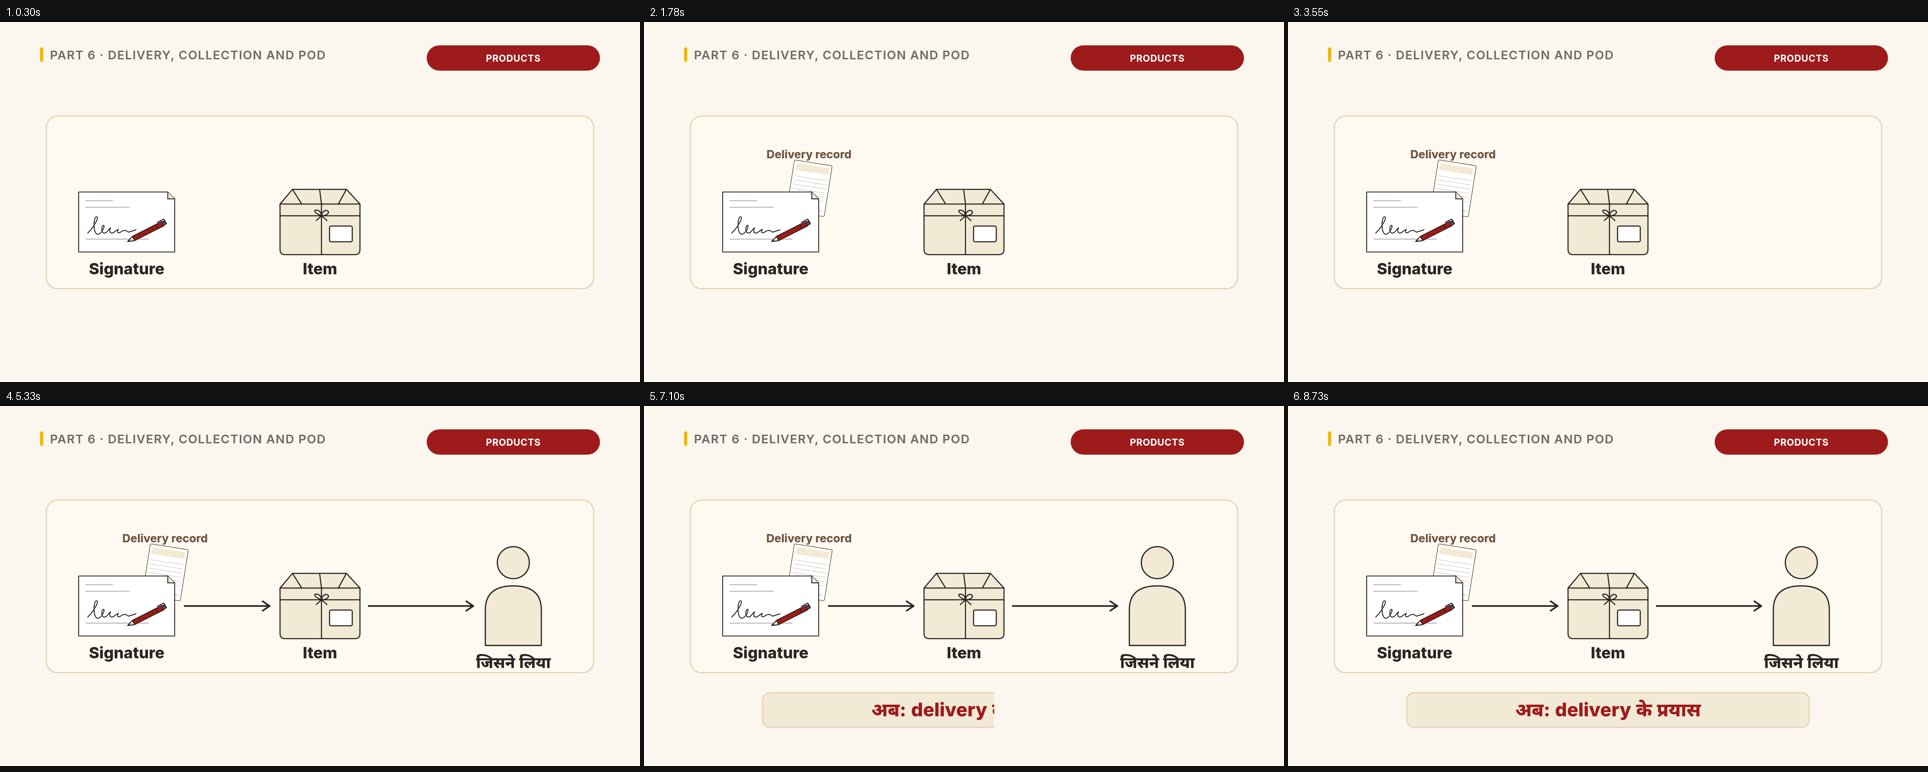 1. 0.30s
PART 6 · DELIVERY, COLLECTION AND POD
PRODUCTS
Signature
Item
2. 1.78s
PART 6 · DELIVERY, COLLECTION AND POD
PRODUCTS
Delivery record
Signature
Item
3. 3.55s
PART 6 · DELIVERY, COLLECTION AND POD
PRODUCTS
Delivery record
Signature
Item
4. 5.33s
PART 6 · DELIVERY, COLLECTION AND POD
PRODUCTS
Delivery record
Signature
Item
जिसने लिया
5. 7.10s
PART 6 · DELIVERY, COLLECTION AND POD
PRODUCTS
Delivery record
Signature
Item
जिसने लिया
अब: delivery
6. 8.73s
PART 6 · DELIVERY, COLLECTION AND POD
PRODUCTS
Delivery record
Signature
Item
जिसने लिया
अब: delivery के प्रयास